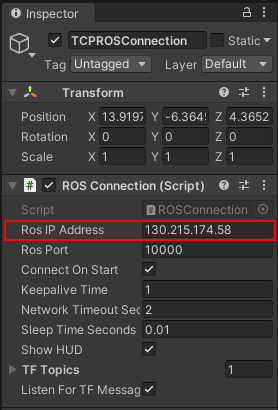 Inspector
TCPROSConnection Static
Tag Untagged Layer Default
Transform
Position X 13.9197 Y -6.3645 Z 4.3652
Rotation X 0 Y 0 Z 0
Scale X 1 Y 1 Z 1
# ROS Connection (Script)
Script # ROSConnection
Ros IP Address 130.215.174.58
Ros Port 10000
Connect On Start
Keepalive Time 1
Network Timeout Sec 2
Sleep Time Seconds 0.01
Show HUD
TF Topics 1
Listen For TF Messag